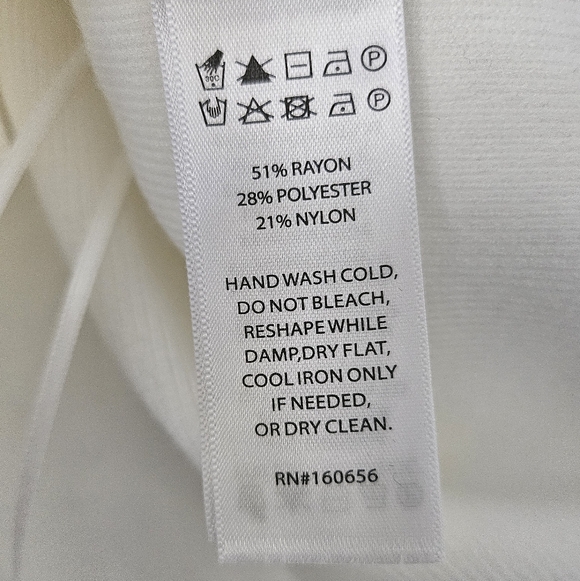 P
P
51% RAYON
28% POLYESTER
21% NYLON
HAND WASH COLD,
DO NOT BLEACH,
RESHAPE WHILE
DAMP,DRY FLAT,
COOL IRON ONLY
IF NEEDED,
OR DRY CLEAN.
RN#160656